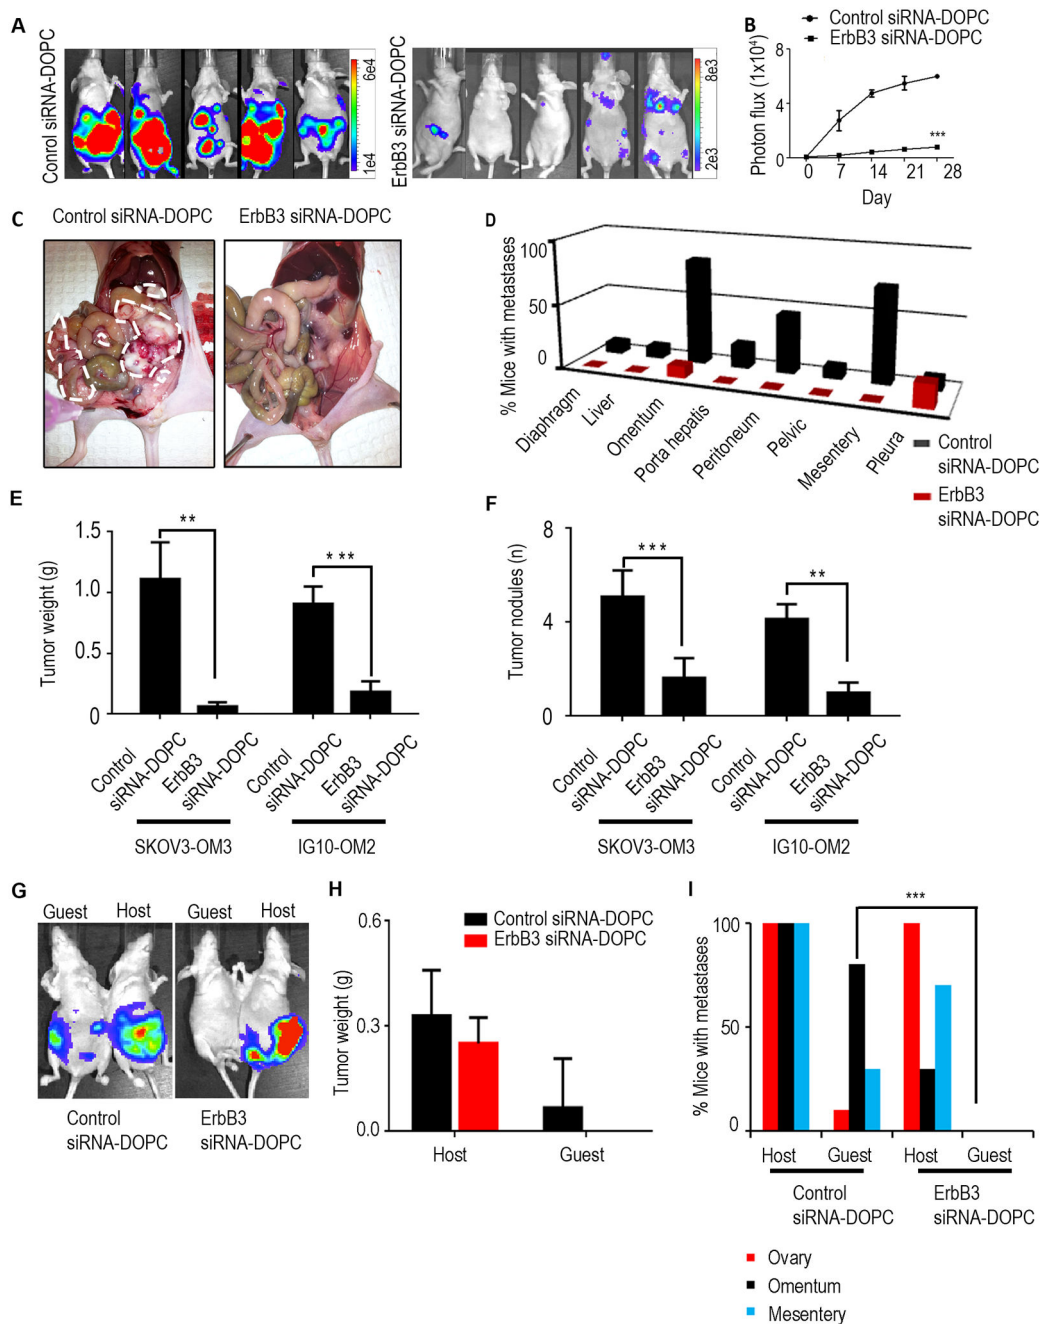 A
Control siRNA-DOPC
6e4
1e4
ErbB3 siRNA-DOPC
8e3
2e3
B
Control siRNA-DOPC
ErbB3 siRNA-DOPC
Photon flux (1x10⁴)
8
4
0
***
0 7 14 21 28
Day
C
Control siRNA-DOPC ErbB3 siRNA-DOPC
D
% Mice with metastases
100
50
0
Diaphragm
Liver
Omentum
Porta hepatis
Peritoneum
Pelvic
Mesentery
Pleura
Control
siRNA-DOPC
ErbB3
siRNA-DOPC
E
Tumor weight (g)
1.5
1.0
0.5
0
**
***
Control
siRNA-DOPC
ErbB3
siRNA-DOPC
Control
siRNA-DOPC
ErbB3
siRNA-DOPC
SKOV3-OM3
IG10-OM2
F
Tumor nodules (n)
8
4
0
***
**
Control
siRNA-DOPC
ErbB3
siRNA-DOPC
Control
siRNA-DOPC
ErbB3
siRNA-DOPC
SKOV3-OM3
IG10-OM2
G
Guest Host Guest Host
Control
siRNA-DOPC
ErbB3
siRNA-DOPC
H
Control siRNA-DOPC
ErbB3 siRNA-DOPC
Tumor weight (g)
0.6
0.3
0.0
Host Guest
I
***
% Mice with metastases
100
50
0
Host Guest Host Guest
Control
siRNA-DOPC
ErbB3
siRNA-DOPC
Ovary
Omentum
Mesentery